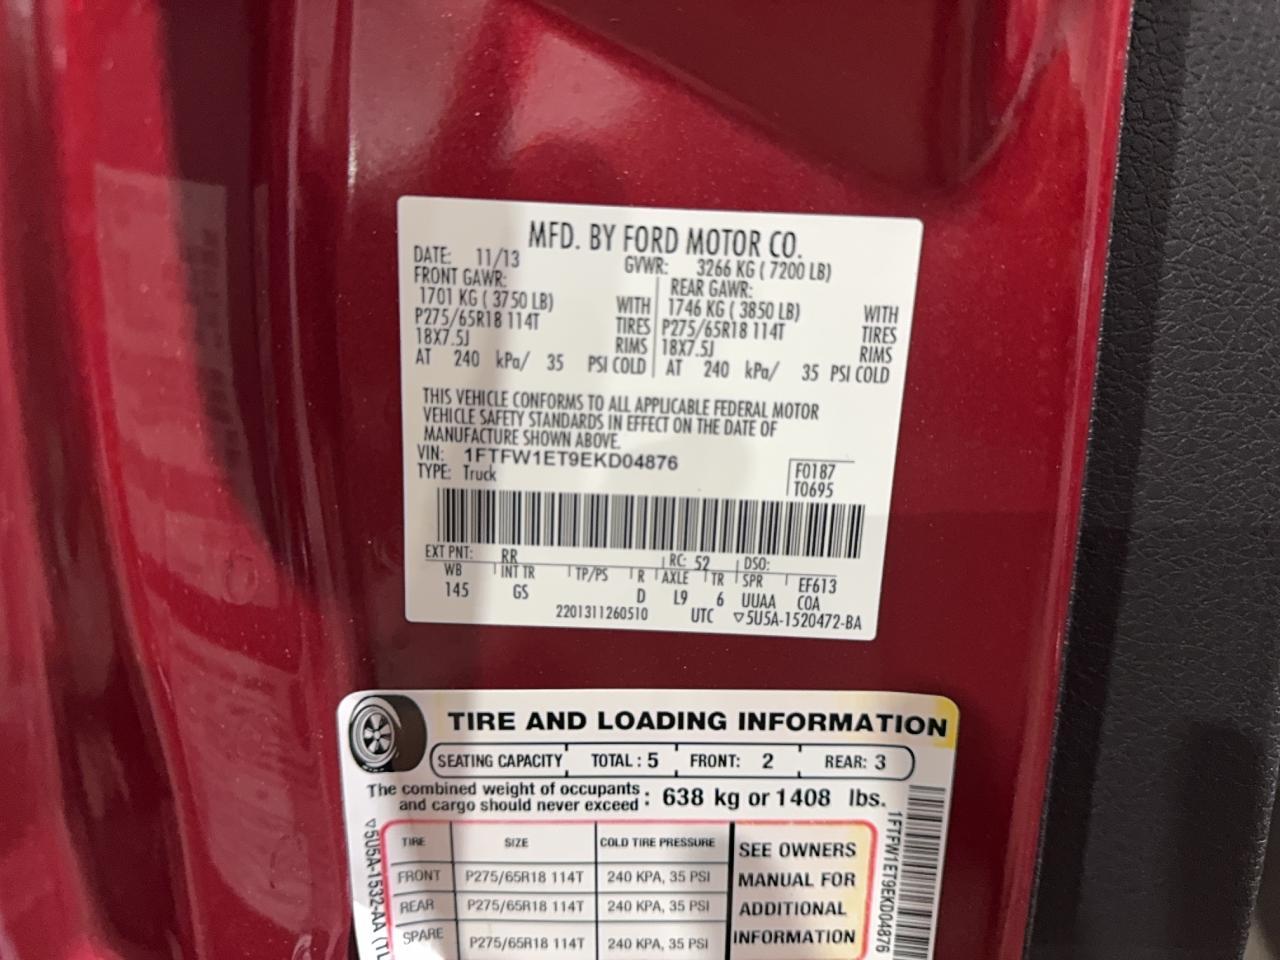 MFD. BY FORD MOTOR CO.
DATE: 11/13 GVWR: 3266 KG ( 7200 LB)
FRONT GAWR: REAR GAWR:
1701 KG ( 3750 LB) WITH 1746 KG ( 3850 LB) WITH
P275/65R18 114T TIRES P275/65R18 114T TIRES
18X7.5J RIMS 18X7.5J RIMS
AT 240 kPa/ 35 PSI COLD AT 240 kPa/ 35 PSI COLD
THIS VEHICLE CONFORMS TO ALL APPLICABLE FEDERAL MOTOR
VEHICLE SAFETY STANDARDS IN EFFECT ON THE DATE OF
MANUFACTURE SHOWN ABOVE.
VIN: 1FTFW1ET9EKD04876
TYPE: Truck
F0187
T0695
EXT PNT: RR RC: 52 DSO:
WB INT TR TP/PS R AXLE TR SPR EF613
145 GS D L9 6 UUAA COA
2201311260510 UTC ▽5U5A-1520472-BA
TIRE AND LOADING INFORMATION
SEATING CAPACITY TOTAL : 5 FRONT: 2 REAR: 3
The combined weight of occupants
and cargo should never exceed : 638 kg or 1408 lbs.
TIRE SIZE COLD TIRE PRESSURE
FRONT P275/65R18 114T 240 KPA, 35 PSI
REAR P275/65R18 114T 240 KPA, 35 PSI
SPARE P275/65R18 114T 240 KPA, 35 PSI
SEE OWNERS
MANUAL FOR
ADDITIONAL
INFORMATION
▽5U5A-1532-AA (TL
1FTFW1ET9EKD04876